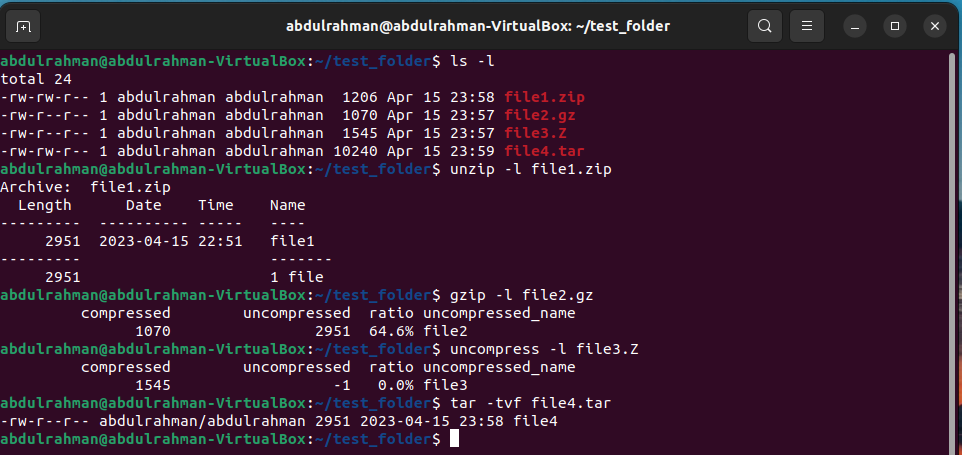 abdulrahman@abdulrahman-VirtualBox: ~/test_folder
abdulrahman@abdulrahman-VirtualBox:~/test_folder$ ls -l
total 24
-rw-rw-r-- 1 abdulrahman abdulrahman  1206 Apr 15 23:58 file1.zip
-rw-r--r-- 1 abdulrahman abdulrahman  1070 Apr 15 23:57 file2.gz
-rw-r--r-- 1 abdulrahman abdulrahman  1545 Apr 15 23:57 file3.Z
-rw-rw-r-- 1 abdulrahman abdulrahman 10240 Apr 15 23:59 file4.tar
abdulrahman@abdulrahman-VirtualBox:~/test_folder$ unzip -l file1.zip
Archive:  file1.zip
  Length      Date    Time    Name
---------  ---------- -----   ----
     2951  2023-04-15 22:51   file1
---------                     -------
     2951                     1 file
abdulrahman@abdulrahman-VirtualBox:~/test_folder$ gzip -l file2.gz
         compressed        uncompressed  ratio uncompressed_name
               1070                2951  64.6% file2
abdulrahman@abdulrahman-VirtualBox:~/test_folder$ uncompress -l file3.Z
         compressed        uncompressed  ratio uncompressed_name
               1545                  -1   0.0% file3
abdulrahman@abdulrahman-VirtualBox:~/test_folder$ tar -tvf file4.tar
-rw-r--r-- abdulrahman/abdulrahman 2951 2023-04-15 23:58 file4
abdulrahman@abdulrahman-VirtualBox:~/test_folder$